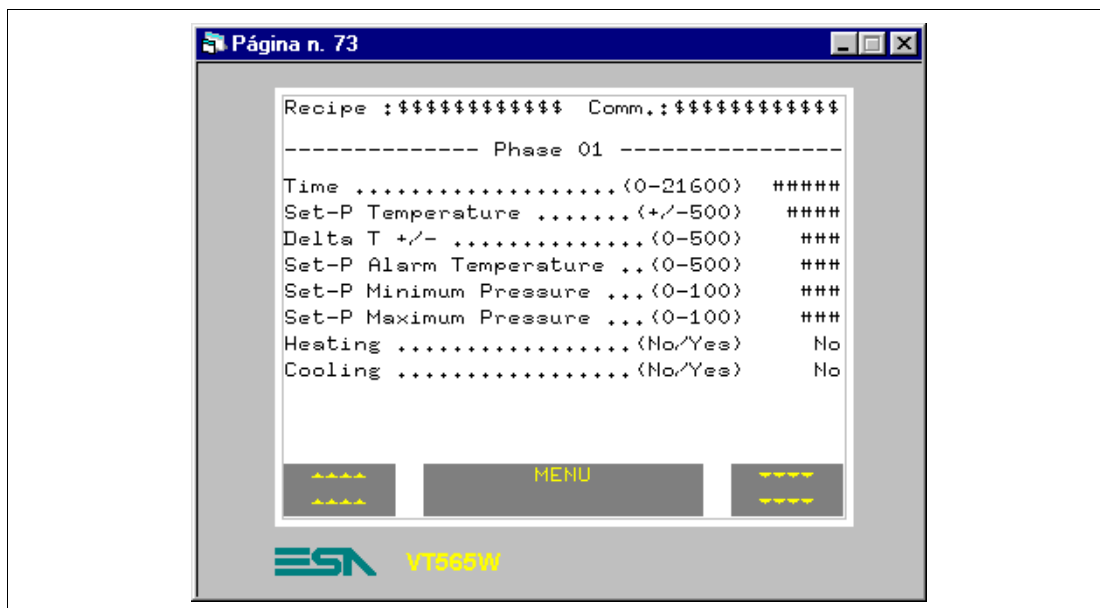 Página n. 73
Recipe :$$$$$$$$$$$$ Comm.:$$$$$$$$$$$$
-------------- Phase 01 ----------------
Time ...................(0-21600) #####
Set-P Temperature .......(+/-500) ####
Delta T +/- ..............(0-500) ###
Set-P Alarm Temperature ..(0-500) ###
Set-P Minimum Pressure ...(0-100) ###
Set-P Maximum Pressure ...(0-100) ###
Heating .................(No/Yes) No
Cooling .................(No/Yes) No
MENU
ESA VT565W